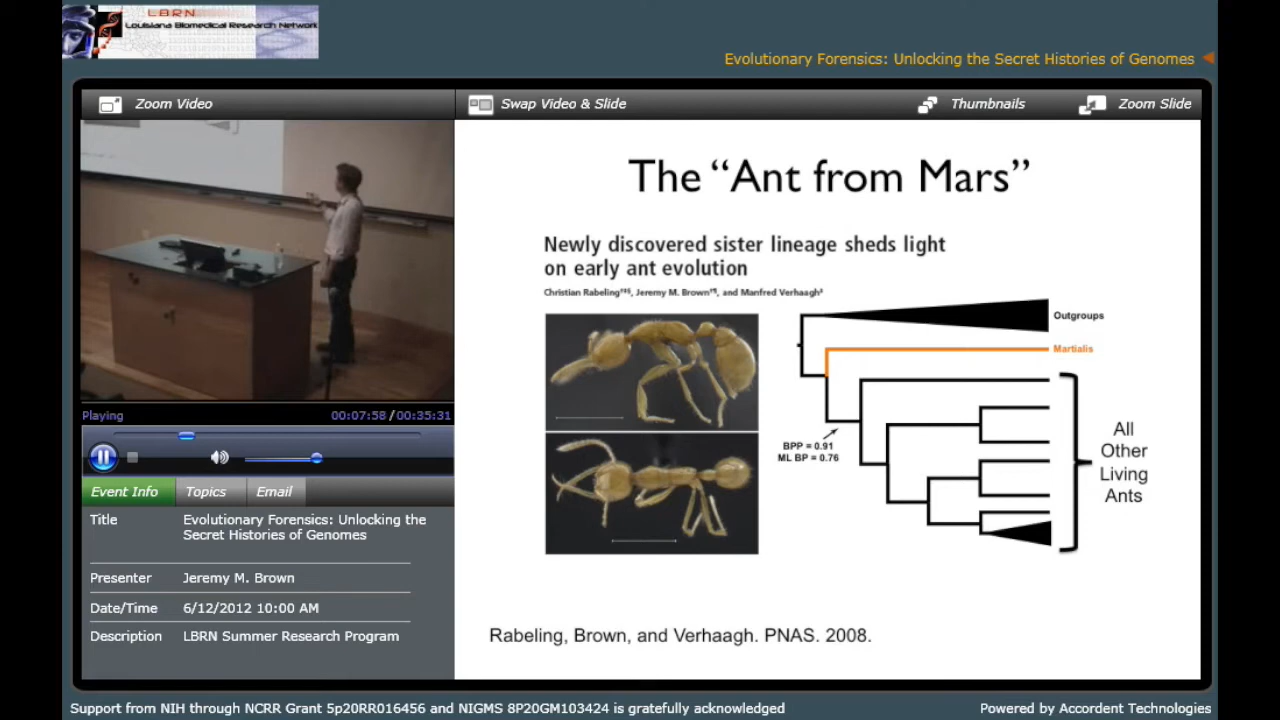 LBRN
Louisiana Biomedical Research Network
Evolutionary Forensics: Unlocking the Secret Histories of Genomes
Zoom Video
Swap Video & Slide
Thumbnails
Zoom Slide
The “Ant from Mars”
Newly discovered sister lineage sheds light
on early ant evolution
Christian Rabeling, Jeremy M. Brown, and Manfred Verhaagh
Outgroups
Martialis
BPP = 0.91
ML BP = 0.76
All
Other
Living
Ants
Rabeling, Brown, and Verhaagh. PNAS. 2008.
Playing
00:07:58 / 00:35:31
Event Info
Topics
Email
Title Evolutionary Forensics: Unlocking the
Secret Histories of Genomes
Presenter Jeremy M. Brown
Date/Time 6/12/2012 10:00 AM
Description LBRN Summer Research Program
Support from NIH through NCRR Grant 5p20RR016456 and NIGMS 8P20GM103424 is gratefully acknowledged
Powered by Accordent Technologies